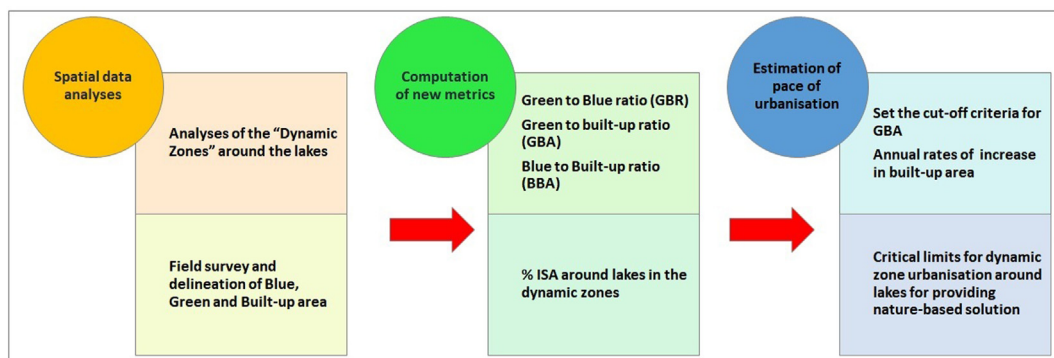 Spatial data
analyses
Analyses of the “Dynamic
Zones” around the lakes
Field survey and
delineation of Blue,
Green and Built-up area
Computation
of new metrics
Green to Blue ratio (GBR)
Green to built-up ratio
(GBA)
Blue to Built-up ratio
(BBA)
% ISA around lakes in the
dynamic zones
Estimation of
pace of
urbanisation
Set the cut-off criteria for
GBA
Annual rates of increase
in built-up area
Critical limits for dynamic
zone urbanisation around
lakes for providing
nature-based solution